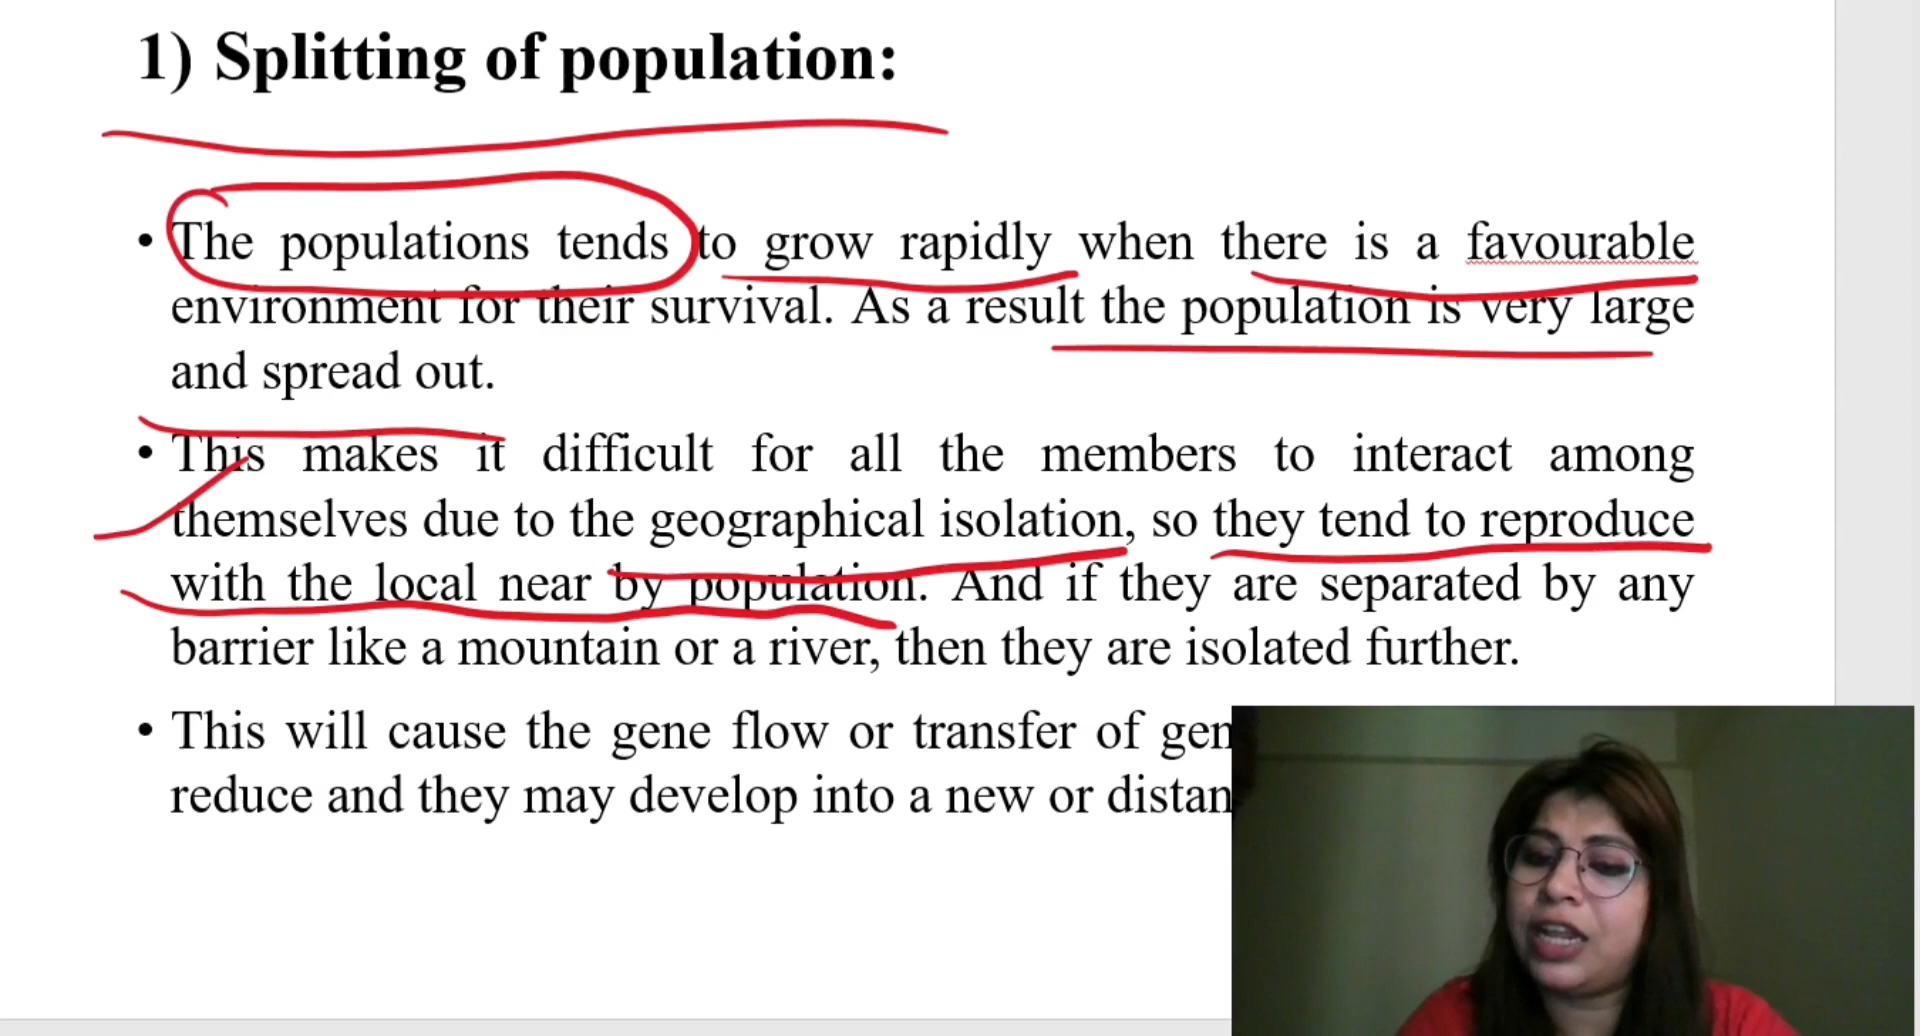 1) Splitting of population:
• The populations tends to grow rapidly when there is a favourable
environment for their survival. As a result the population is very large
and spread out.
• This makes it difficult for all the members to interact among
themselves due to the geographical isolation, so they tend to reproduce
with the local near by population. And if they are separated by any
barrier like a mountain or a river, then they are isolated further.
• This will cause the gene flow or transfer of
reduce and they may develop into a new or